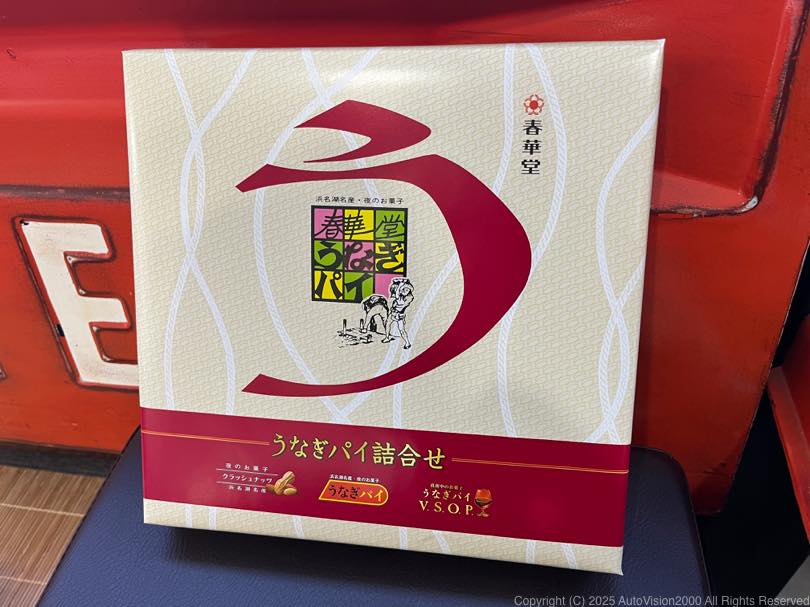 う
春華堂
浜名湖名産・夜のお菓子
春華堂
うなぎ
パイ
うなぎパイ詰合せ
夜のお菓子
クラッシュナッツ
浜名湖名産
浜名湖名産・夜のお菓子
うなぎパイ
真夜中のお菓子
うなぎパイ
V.S.O.P.
E
Copyright (C) 2025 AutoVision2000 All Rights Reserved